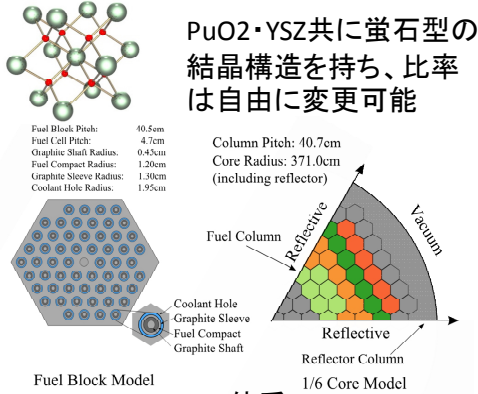 PuO2・YSZ共に蛍石型の
結晶構造を持ち、比率
は自由に変更可能
Fuel Block Pitch: 40.5cm
Fuel Cell Pitch: 4.7cm
Graphite Shaft Radius: 0.45cm
Fuel Compact Radius: 1.20cm
Graphite Sleeve Radius: 1.30cm
Coolant Hole Radius: 1.95cm
Column Pitch: 40.7cm
Core Radius: 371.0cm
(including reflector)
Fuel Column
Reflective
Vacuum
Coolant Hole
Graphite Sleeve
Fuel Compact
Graphite Shaft
Reflective
Reflector Column
Fuel Block Model
1/6 Core Model